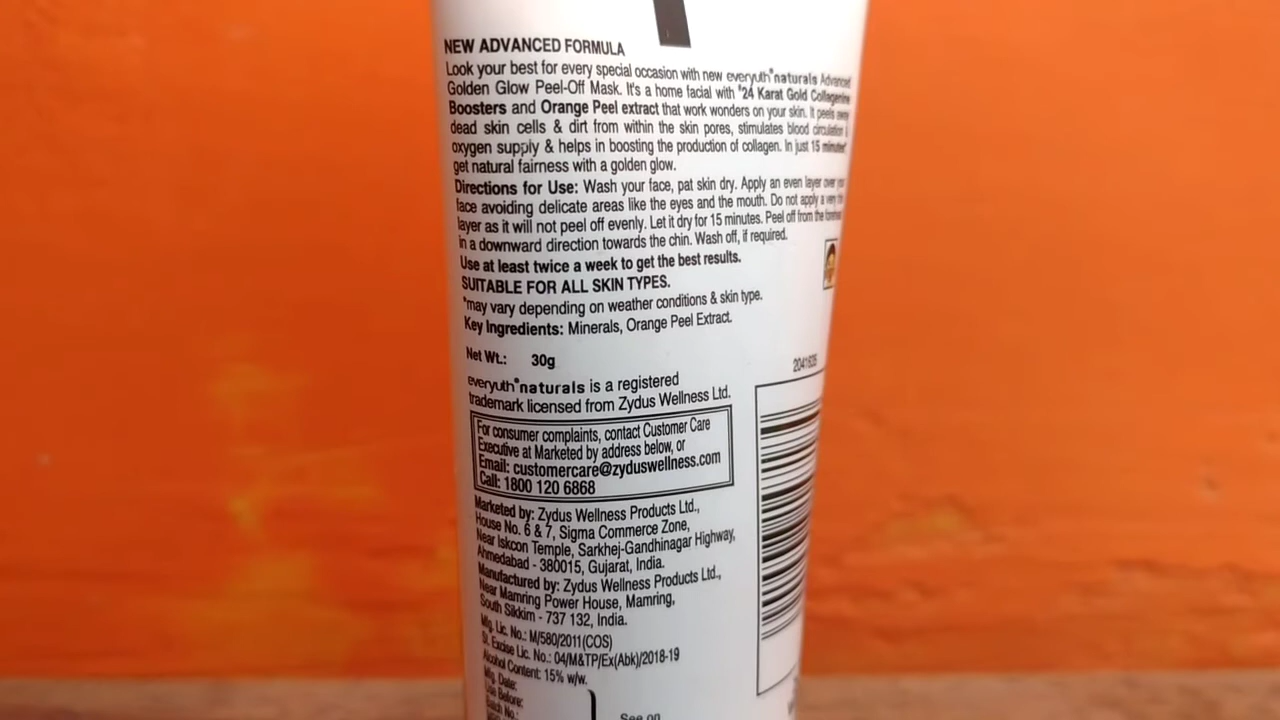 NEW ADVANCED FORMULA
Look your best for every special occasion with new everyuth naturals Advanced
Golden Glow Peel-Off Mask. It's a home facial with *24 Karat Gold Collagenine
Boosters and Orange Peel extract that work wonders on your skin. It peels away
dead skin cells & dirt from within the skin pores, stimulates blood circulation &
oxygen supply & helps in boosting the production of collagen. In just 15 minutes*
get natural fairness with a golden glow.
Directions for Use: Wash your face, pat skin dry. Apply an even layer over your
face avoiding delicate areas like the eyes and the mouth. Do not apply a very thin
layer as it will not peel off evenly. Let it dry for 15 minutes. Peel off from the forehead
in a downward direction towards the chin. Wash off, if required.
Use at least twice a week to get the best results.
SUITABLE FOR ALL SKIN TYPES.
*may vary depending on weather conditions & skin type.
Key Ingredients: Minerals, Orange Peel Extract.
Net Wt.: 30g
2041635
everyuth naturals is a registered
trademark licensed from Zydus Wellness Ltd.
For consumer complaints, contact Customer Care
Executive at Marketed by address below, or
Email: customercare@zyduswellness.com
Call: 1800 120 6868
Marketed by: Zydus Wellness Products Ltd.,
House No. 6 & 7, Sigma Commerce Zone,
Near Iskcon Temple, Sarkhej-Gandhinagar Highway,
Ahmedabad - 380015, Gujarat, India.
Manufactured by: Zydus Wellness Products Ltd.,
Near Mamring Power House, Mamring,
South Sikkim - 737 132, India.
Mfg. Lic. No.: M/580/2011(COS)
St. Excise Lic. No.: 04/M&TP/Ex(Abk)/2018-19
Alcohol Content: 15% w/w.
Mfg. Date:
Use Before:
Batch No.:
See on